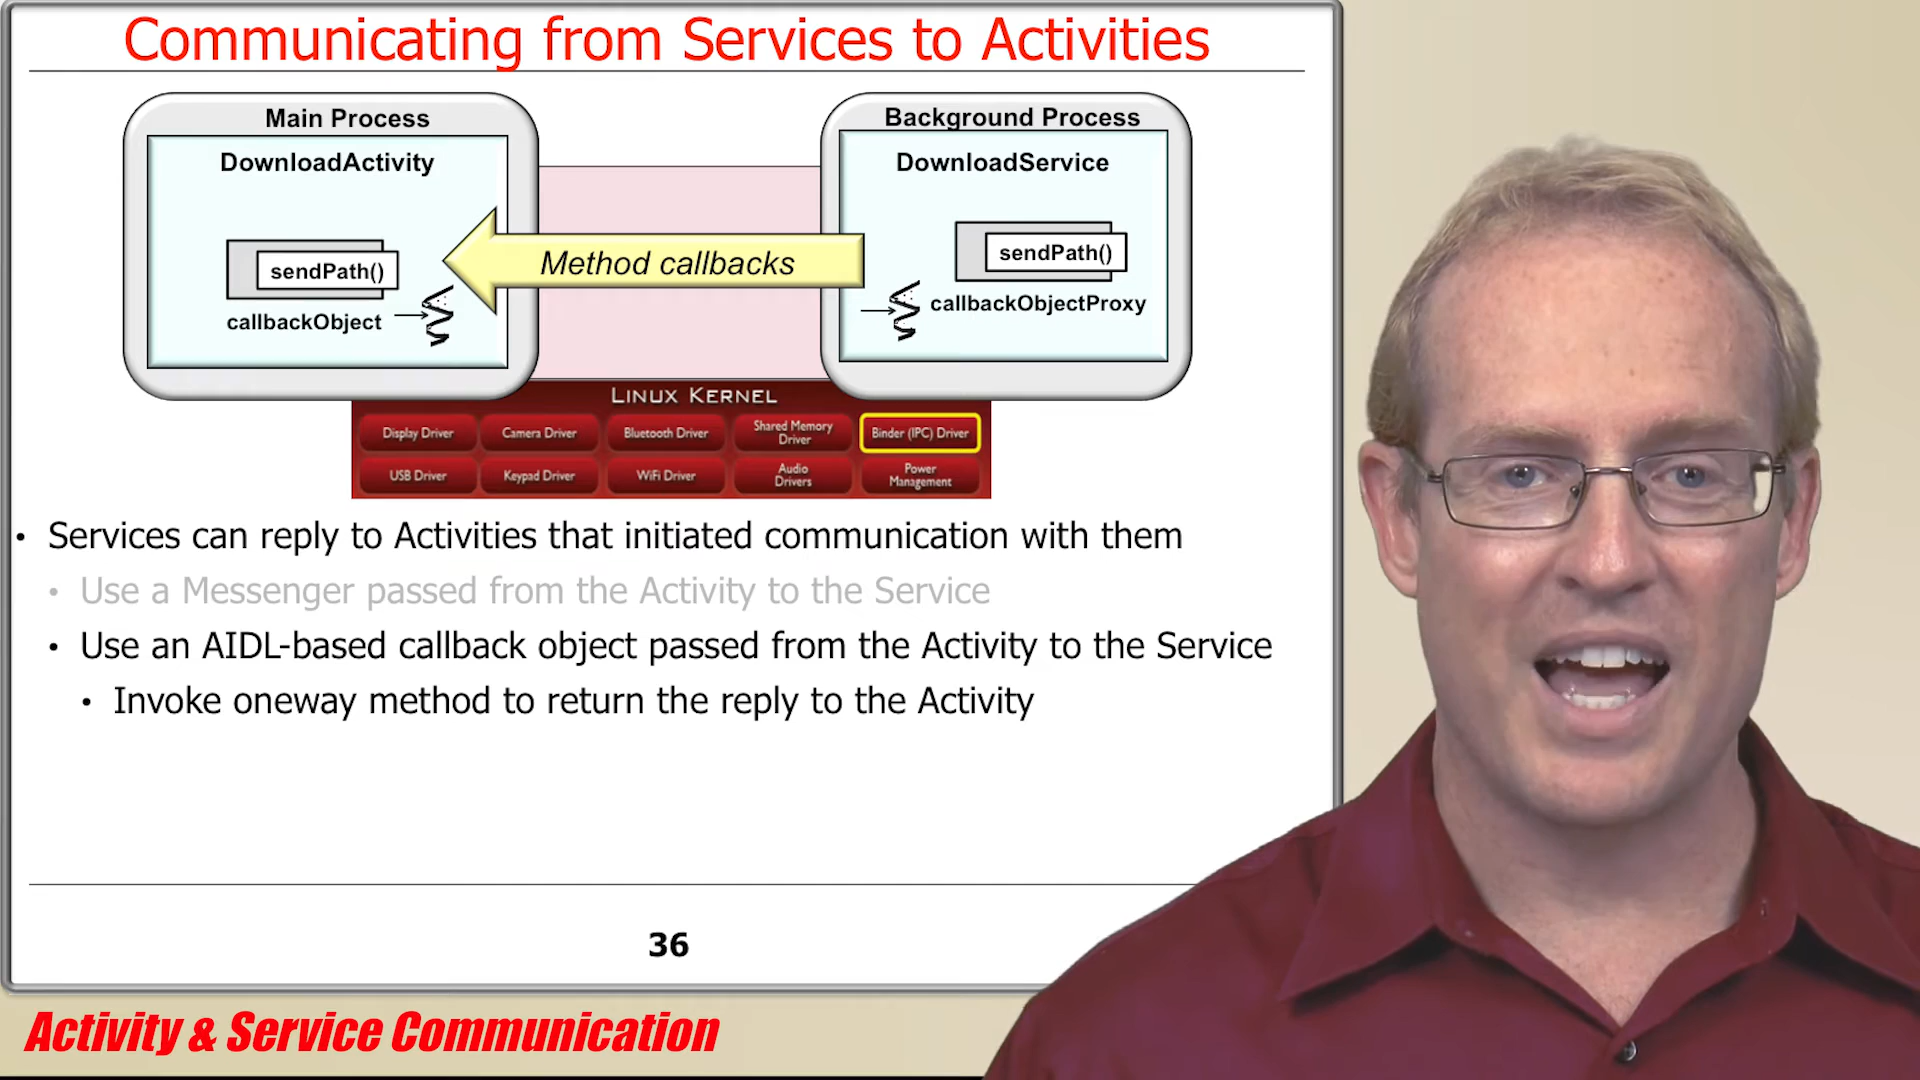 Communicating from Services to Activities
Main Process
Background Process
DownloadActivity
DownloadService
Method callbacks
sendPath()
sendPath()
callbackObject
callbackObjectProxy
LINUX KERNEL
Display Driver
Camera Driver
Bluetooth Driver
Shared Memory
Driver
Binder (IPC) Driver
USB Driver
Keypad Driver
WiFi Driver
Audio
Drivers
Power
Management
• Services can reply to Activities that initiated communication with them
• Use a Messenger passed from the Activity to the Service
• Use an AIDL-based callback object passed from the Activity to the Service
• Invoke oneway method to return the reply to the Activity
36
Activity & Service Communication